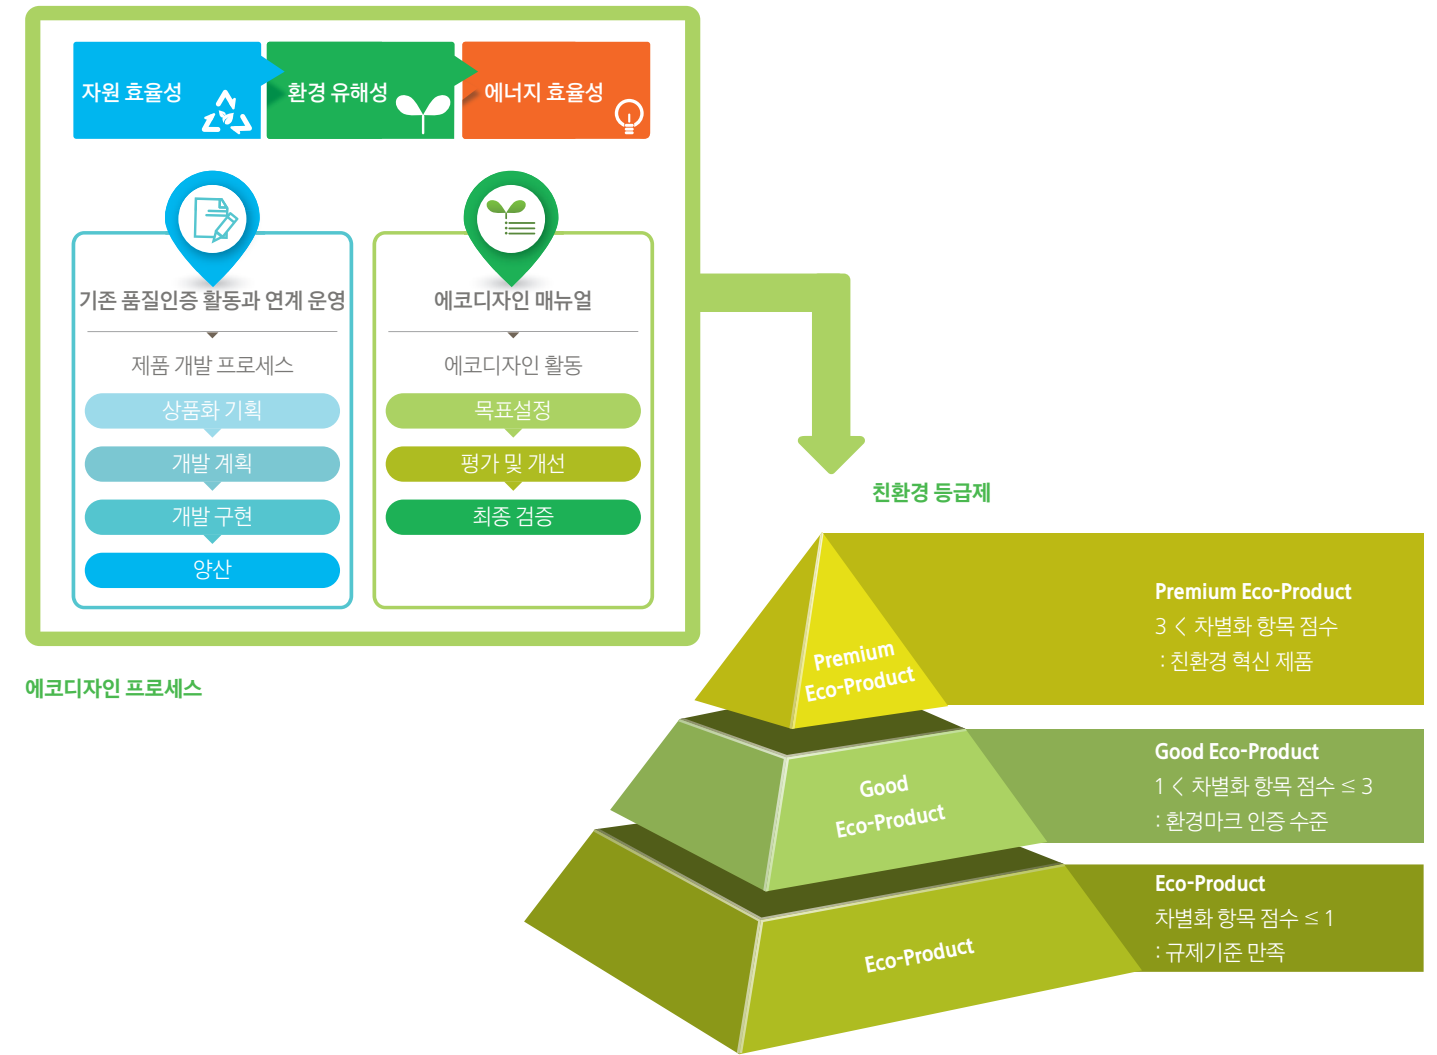 자원 효율성
환경 유해성
에너지 효율성
기존 품질인증 활동과 연계 운영
제품 개발 프로세스
상품화 기획
개발 계획
개발 구현
양산
에코디자인 매뉴얼
에코디자인 활동
목표설정
평가 및 개선
최종 검증
에코디자인 프로세스
친환경 등급제
Premium
Eco-Product
Premium Eco-Product
3 < 차별화 항목 점수
: 친환경 혁신 제품
Good
Eco-Product
Good Eco-Product
1 < 차별화 항목 점수 ≤ 3
: 환경마크 인증 수준
Eco-Product
Eco-Product
차별화 항목 점수 ≤ 1
: 규제기준 만족